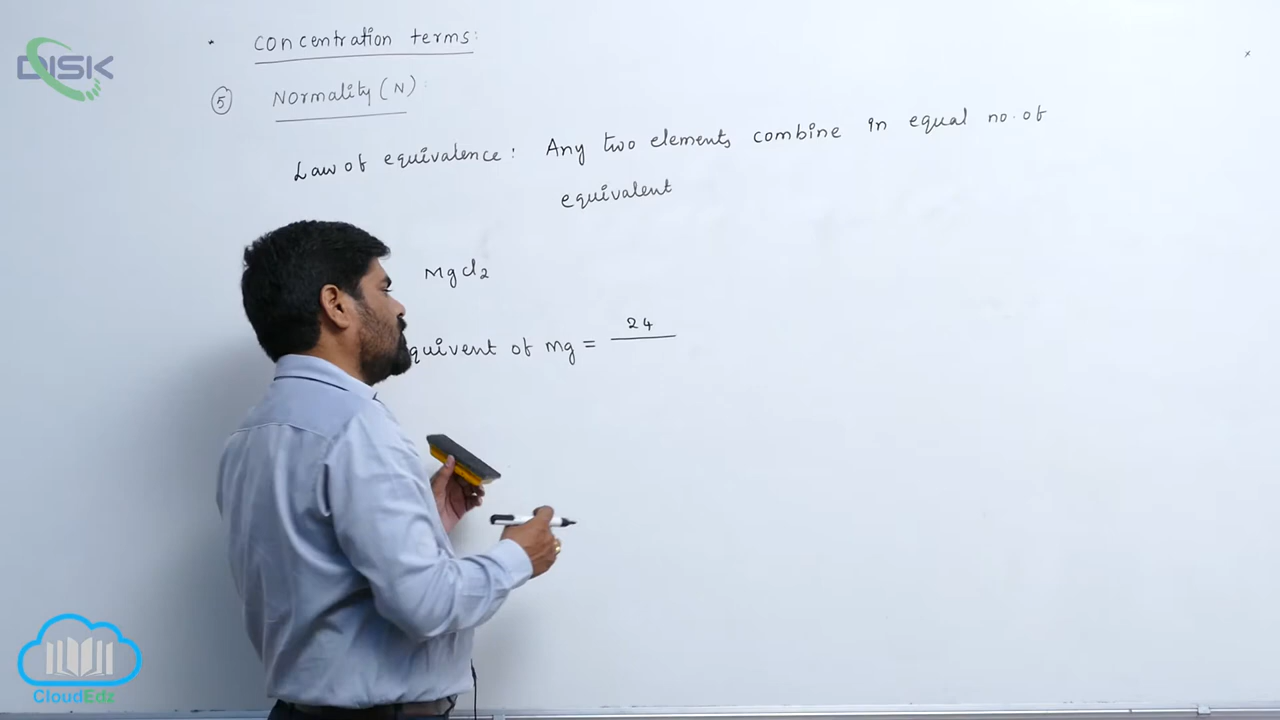 DISK
* Concentration terms:
5 Normality (N):
Law of equivalence: Any two elements combine in equal no. of
equivalent
MgCl2
quivent of Mg = 24
CloudEdz